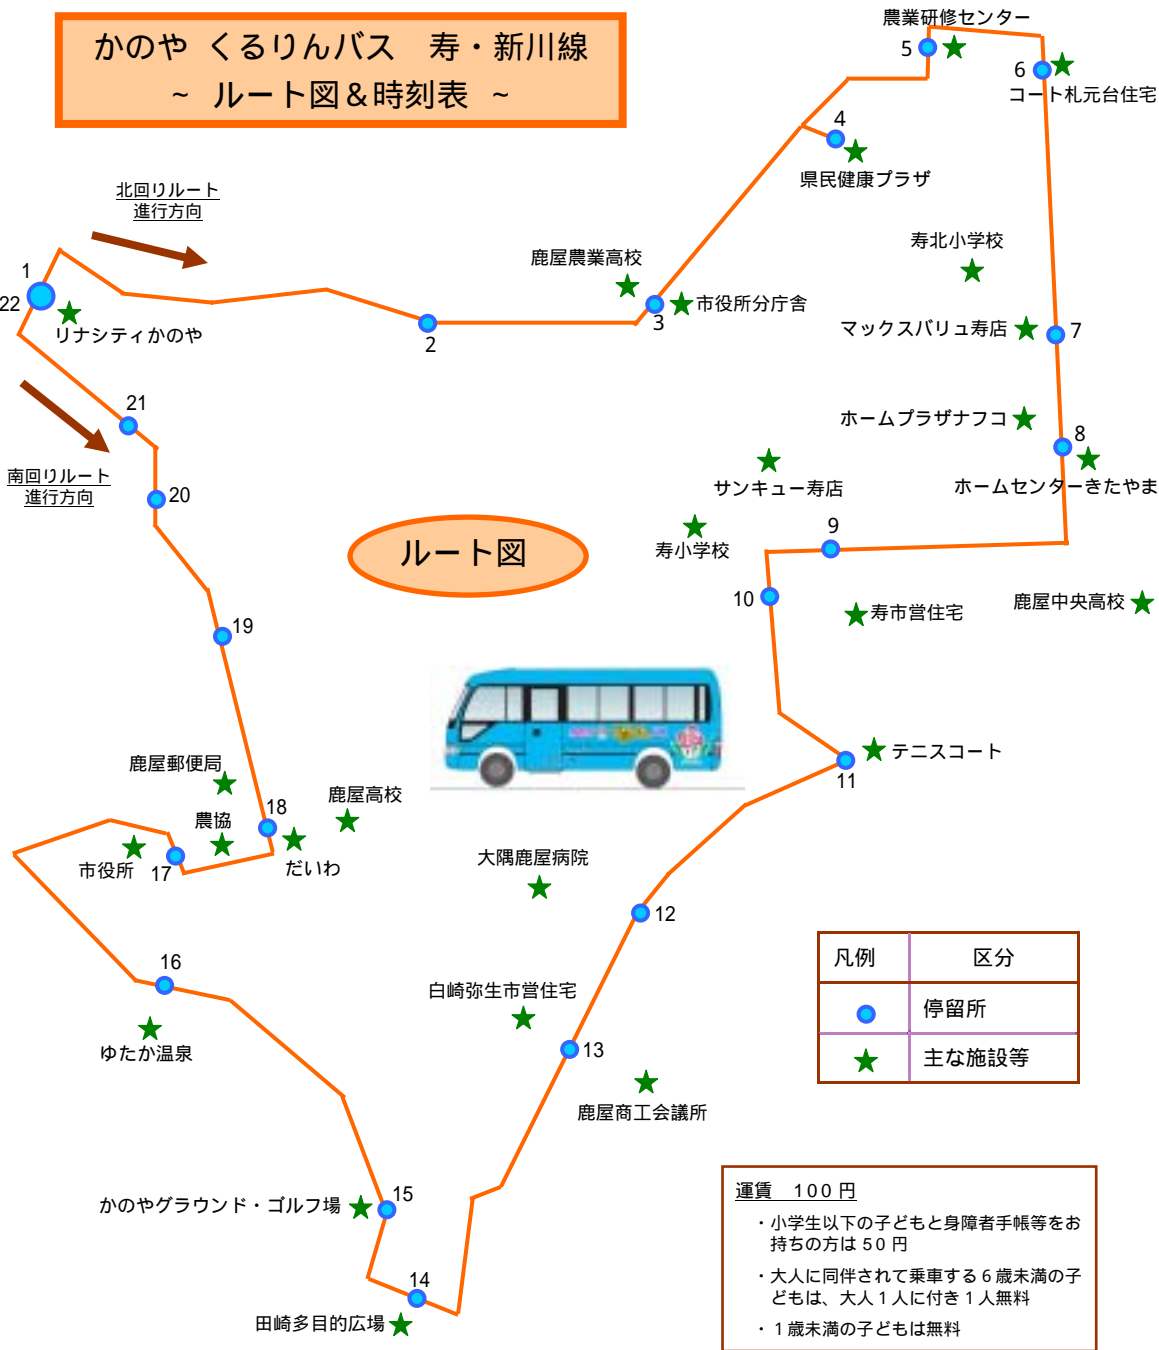 かのや くるりんバス 寿・新川線
~ ルート図&時刻表 ~
農業研修センター
5
6
コート札元台住宅
4
県民健康プラザ
北回りルート
進行方向
寿北小学校
鹿屋農業高校
1
22
リナシティかのや
市役所分庁舎
3
2
マックスバリュ寿店
7
21
ホームプラザナフコ
8
南回りルート
進行方向
20
サンキュー寿店
ホームセンターきたやま
9
ルート図
寿小学校
10
寿市営住宅
鹿屋中央高校
19
テニスコート
11
鹿屋郵便局
18
鹿屋高校
農協
市役所
17
だいわ
大隅鹿屋病院
12
凡例 区分
停留所
主な施設等
16
ゆたか温泉
白崎弥生市営住宅
13
鹿屋商工会議所
かのやグラウンド・ゴルフ場
15
14
田崎多目的広場
運賃 100円
・小学生以下の子どもと身障者手帳等をお
持ちの方は50円
・大人に同伴されて乗車する6歳未満の子
どもは、大人1人に付き1人無料
・1歳未満の子どもは無料